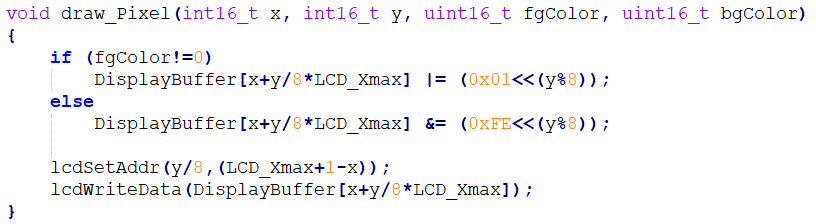 void draw_Pixel(int16_t x, int16_t y, uint16_t fgColor, uint16_t bgColor)
{
    if (fgColor!=0)
        DisplayBuffer[x+y/8*LCD_Xmax] |= (0x01<<(y%8));
    else
        DisplayBuffer[x+y/8*LCD_Xmax] &= (0xFE<<(y%8));

    lcdSetAddr(y/8,(LCD_Xmax+1-x));
    lcdWriteData(DisplayBuffer[x+y/8*LCD_Xmax]);
}